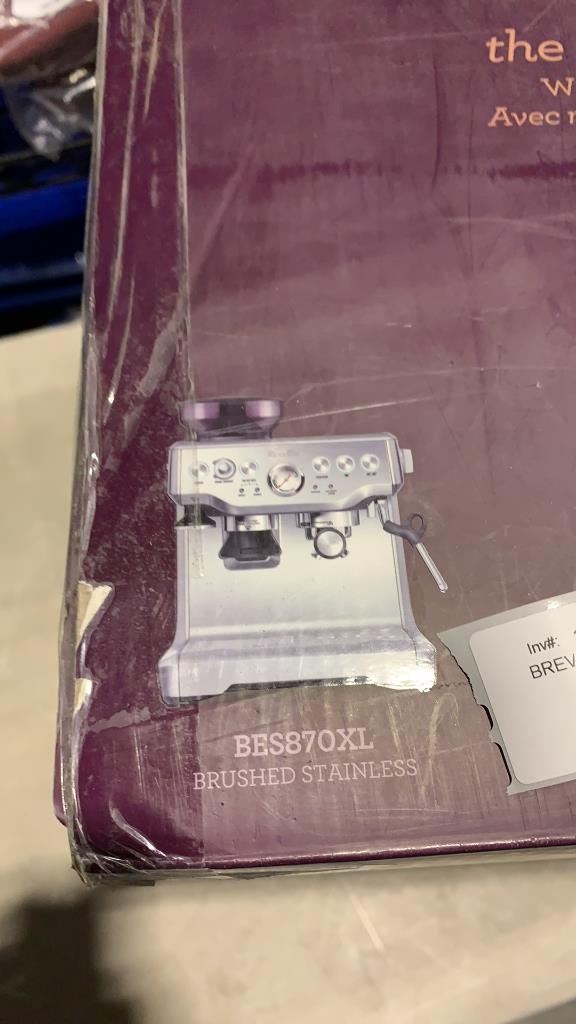 the
W
Avec
Inv#:
BREV
BES870XL
BRUSHED STAINLESS